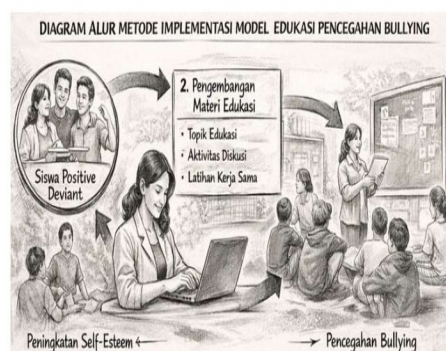 DIAGRAM ALUR METODE IMPLEMENTASI MODEL EDUKASI PENCEGAHAN BULLYING
Siswa Positive
Deviant
2. Pengembangan
Materi Edukasi
• Topik Edukasi
• Aktivitas Diskusi
• Latihan Kerja Sama
Peningkatan Self-Esteem
Pencegahan Bullying